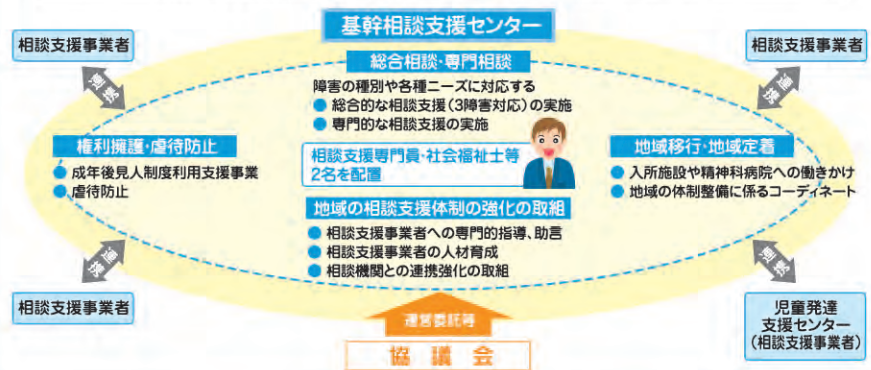 基幹相談支援センター
相談支援事業者
相談支援事業者
連携
連携
総合相談・専門相談
障害の種別や各種ニーズに対応する
● 総合的な相談支援(3障害対応)の実施
● 専門的な相談支援の実施
権利擁護・虐待防止
● 成年後見人制度利用支援事業
● 虐待防止
相談支援専門員・社会福祉士等
2名を配置
地域移行・地域定着
● 入所施設や精神科病院への働きかけ
● 地域の体制整備に係るコーディネート
地域の相談支援体制の強化の取組
● 相談支援事業者への専門的指導、助言
● 相談支援事業者の人材育成
● 相談機関との連携強化の取組
連携
連携
相談支援事業者
児童発達
支援センター
(相談支援事業者)
運営委託等
協議会